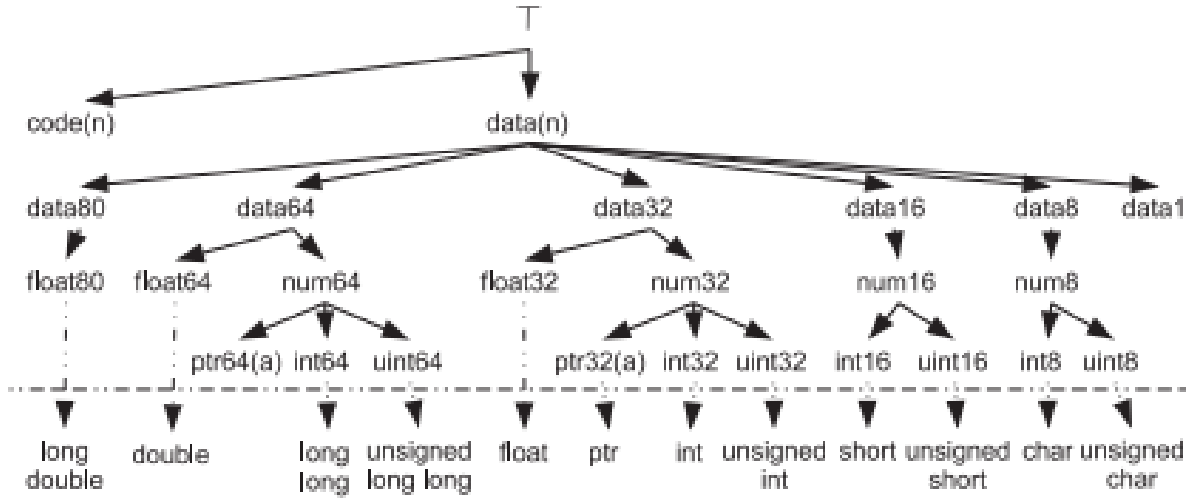 ⊤
code(n) data(n)
data80 data64 data32 data16 data8 data1
float80 float64 num64 float32 num32 num16 num8
ptr64(a) int64 uint64 ptr32(a) int32 uint32 int16 uint16 int8 uint8
long double long unsigned float ptr int unsigned short unsigned char unsigned
double long long long int short char